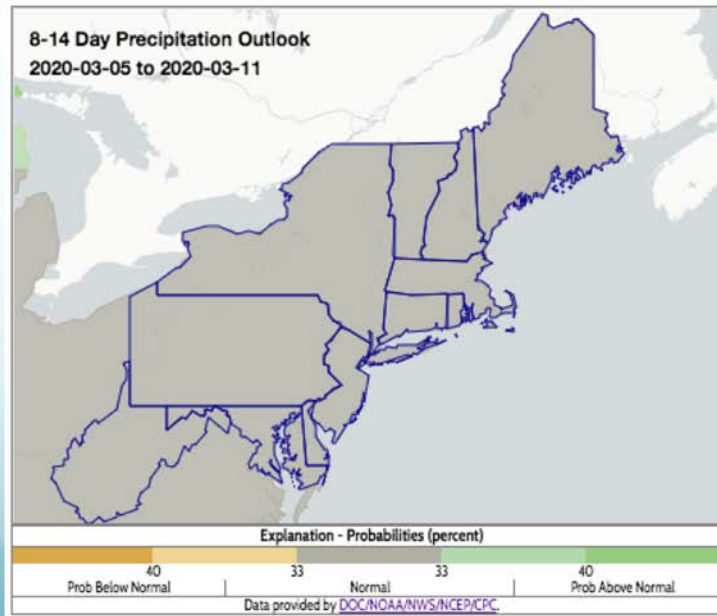 8-14 Day Precipitation Outlook
2020-03-05 to 2020-03-11
Explanation - Probabilities (percent)
40 33 33 40
Prob Below Normal Normal Prob Above Normal
Data provided by DOC/NOAA/NWS/NCEP/CPC.